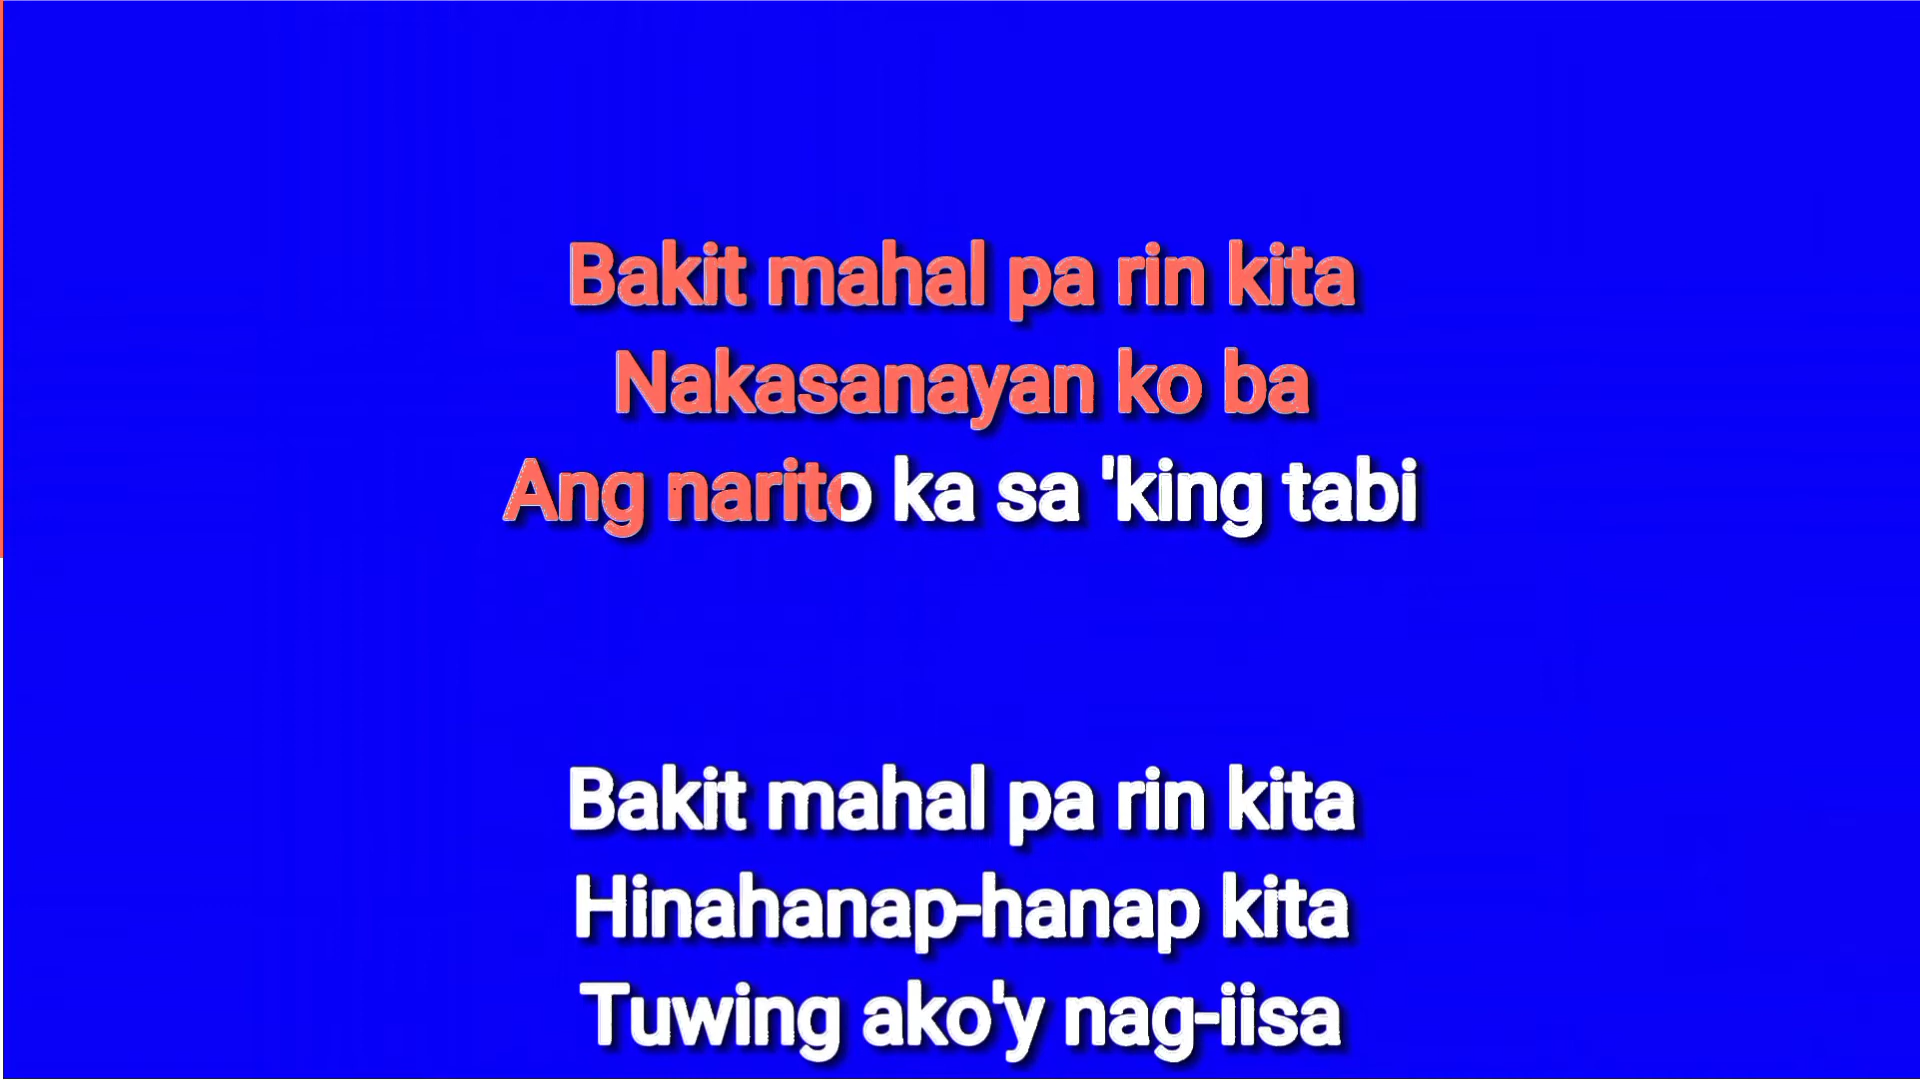 Bakit mahal pa rin kita
Nakasanayan ko ba
Ang narito ka sa 'king tabi
Bakit mahal pa rin kita
Hinahanap-hanap kita
Tuwing ako'y nag-iisa